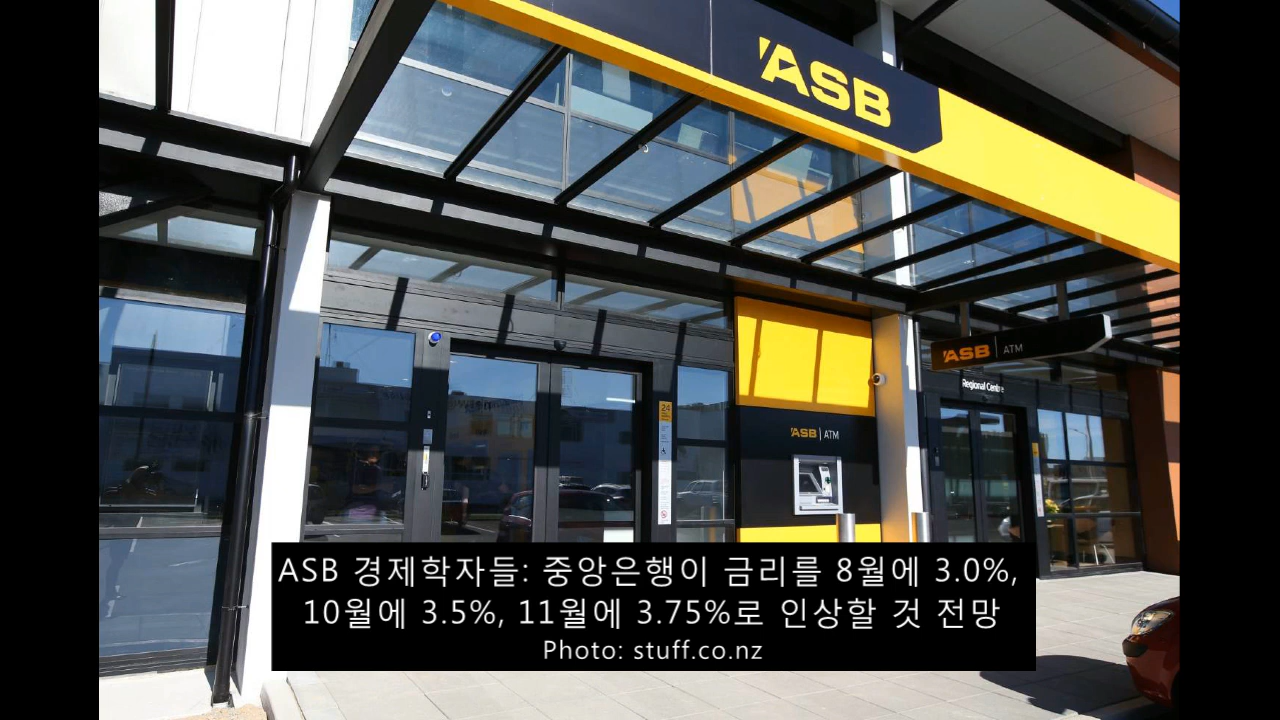 ASB
ASB | ATM
Regional Centre
24
ASB | ATM
ASB 경제학자들: 중앙은행이 금리를 8월에 3.0%,
10월에 3.5%, 11월에 3.75%로 인상할 것 전망
Photo: stuff.co.nz